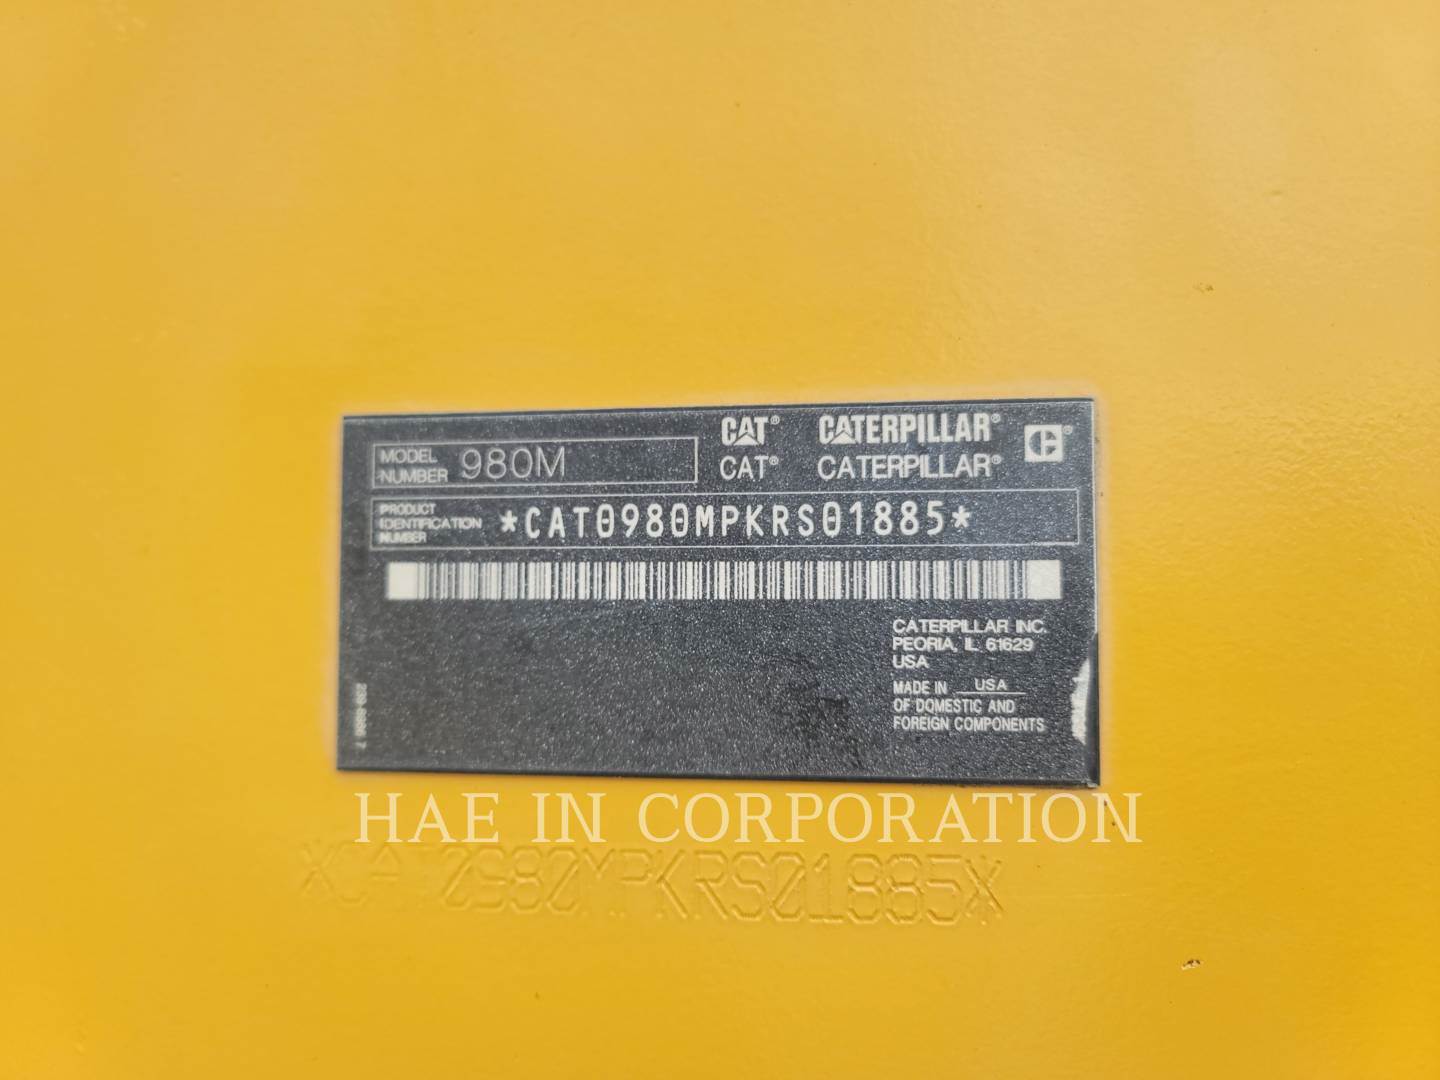 MODEL NUMBER 980M
CAT® CATERPILLAR®
CAT® CATERPILLAR®
PRODUCT IDENTIFICATION NUMBER *CAT0980MPKRS01885*
CATERPILLAR INC.
PEORIA, IL 61629
USA
MADE IN USA
OF DOMESTIC AND
FOREIGN COMPONENTS
HAE IN CORPORATION
*CAT0980MPKRS01885*